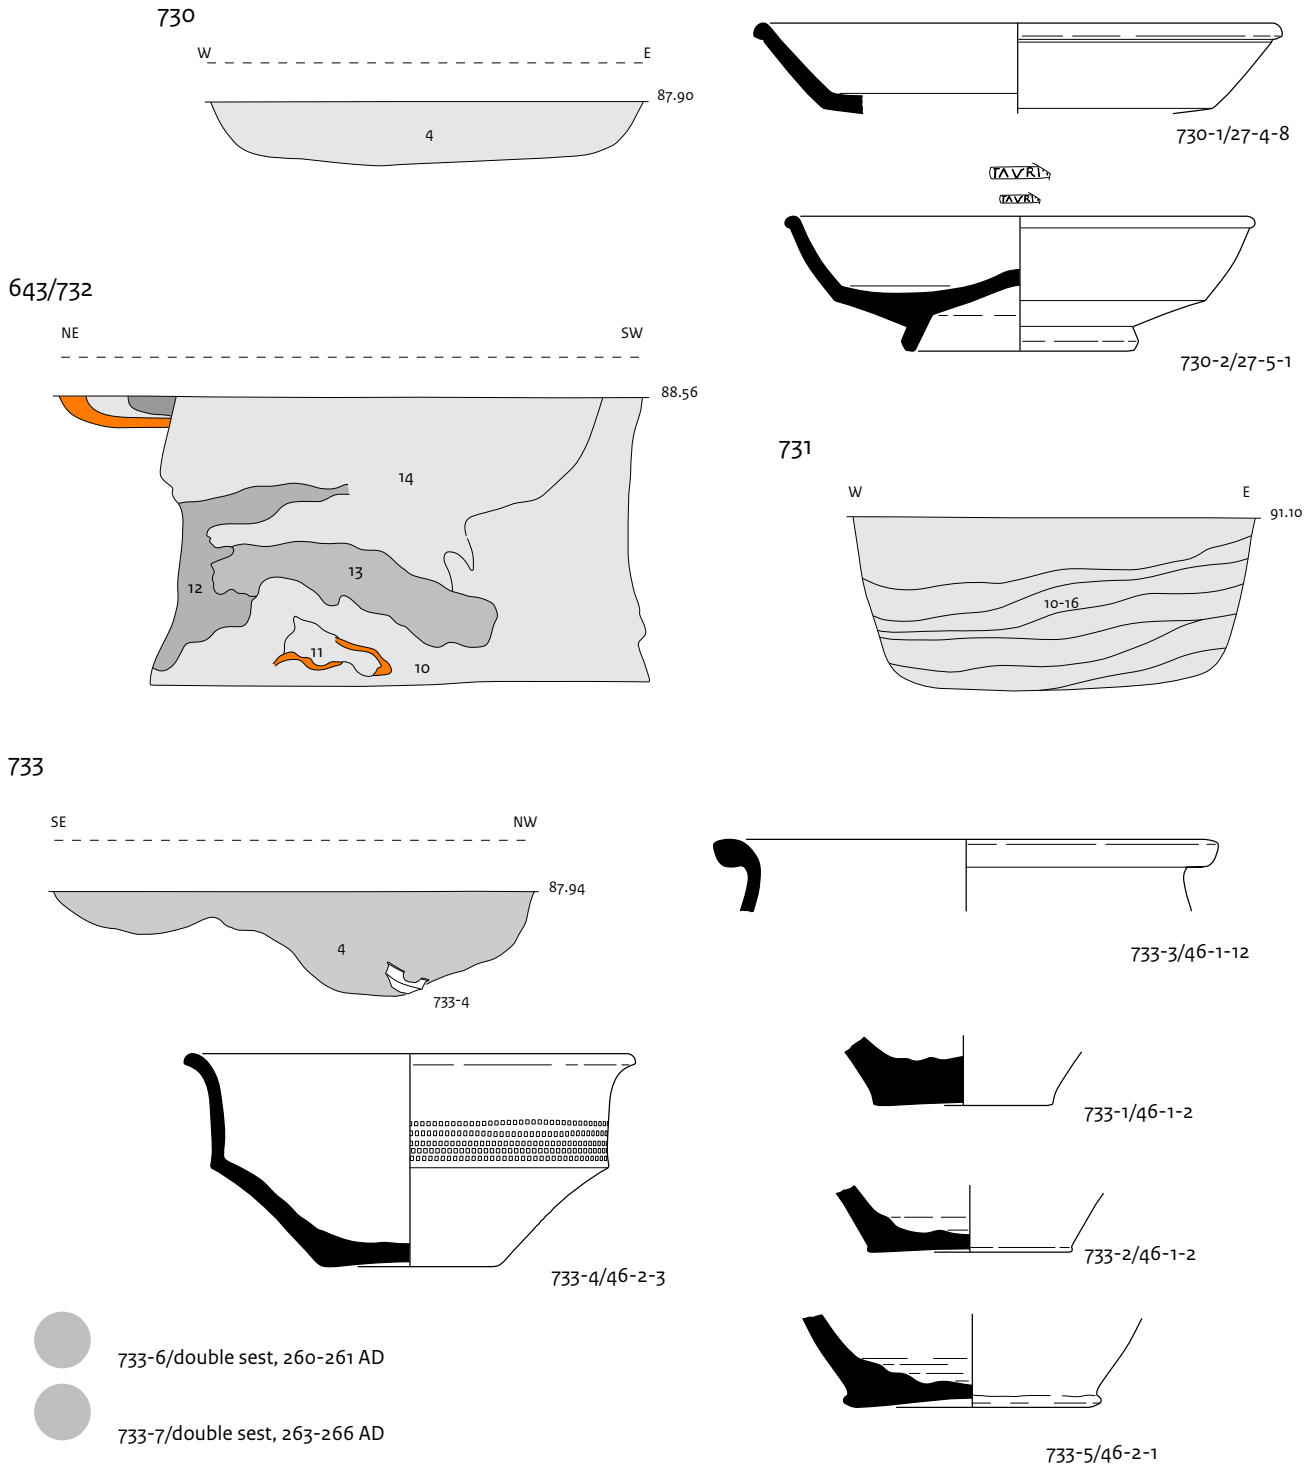 730
W
E
87.90
4
730-1/27-4-8
TAVRI
TAVRI
730-2/27-5-1
643/732
NE
SW
88.56
14
13
12
11
10
731
W
E
91.10
10-16
733
SE
NW
87.94
4
733-4
733-3/46-1-12
733-1/46-1-2
733-4/46-2-3
733-2/46-1-2
733-6/double sest, 260-261 AD
733-7/double sest, 263-266 AD
733-5/46-2-1